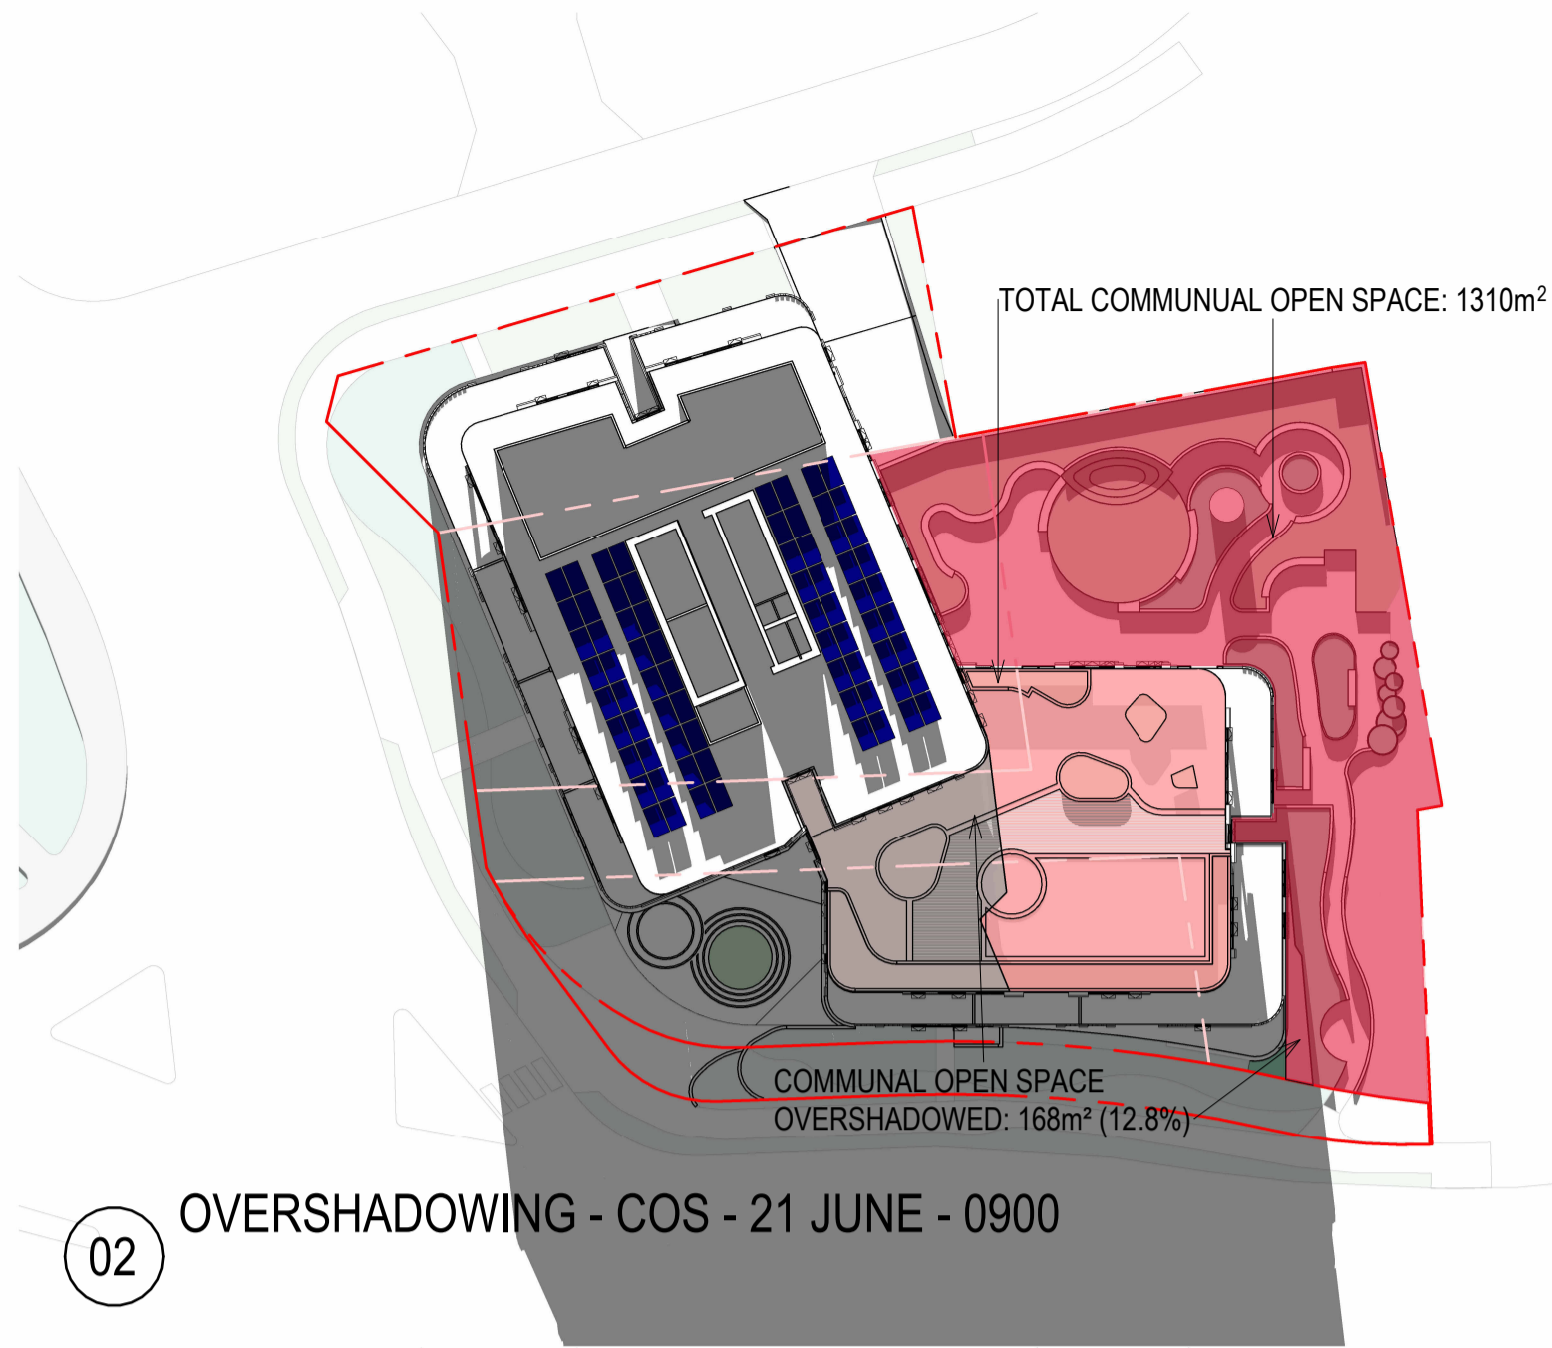 TOTAL COMMUNUAL OPEN SPACE: 1310m²
COMMUNAL OPEN SPACE
OVERSHADOWED: 168m² (12.8%)
OVERSHADOWING - COS - 21 JUNE - 0900
02